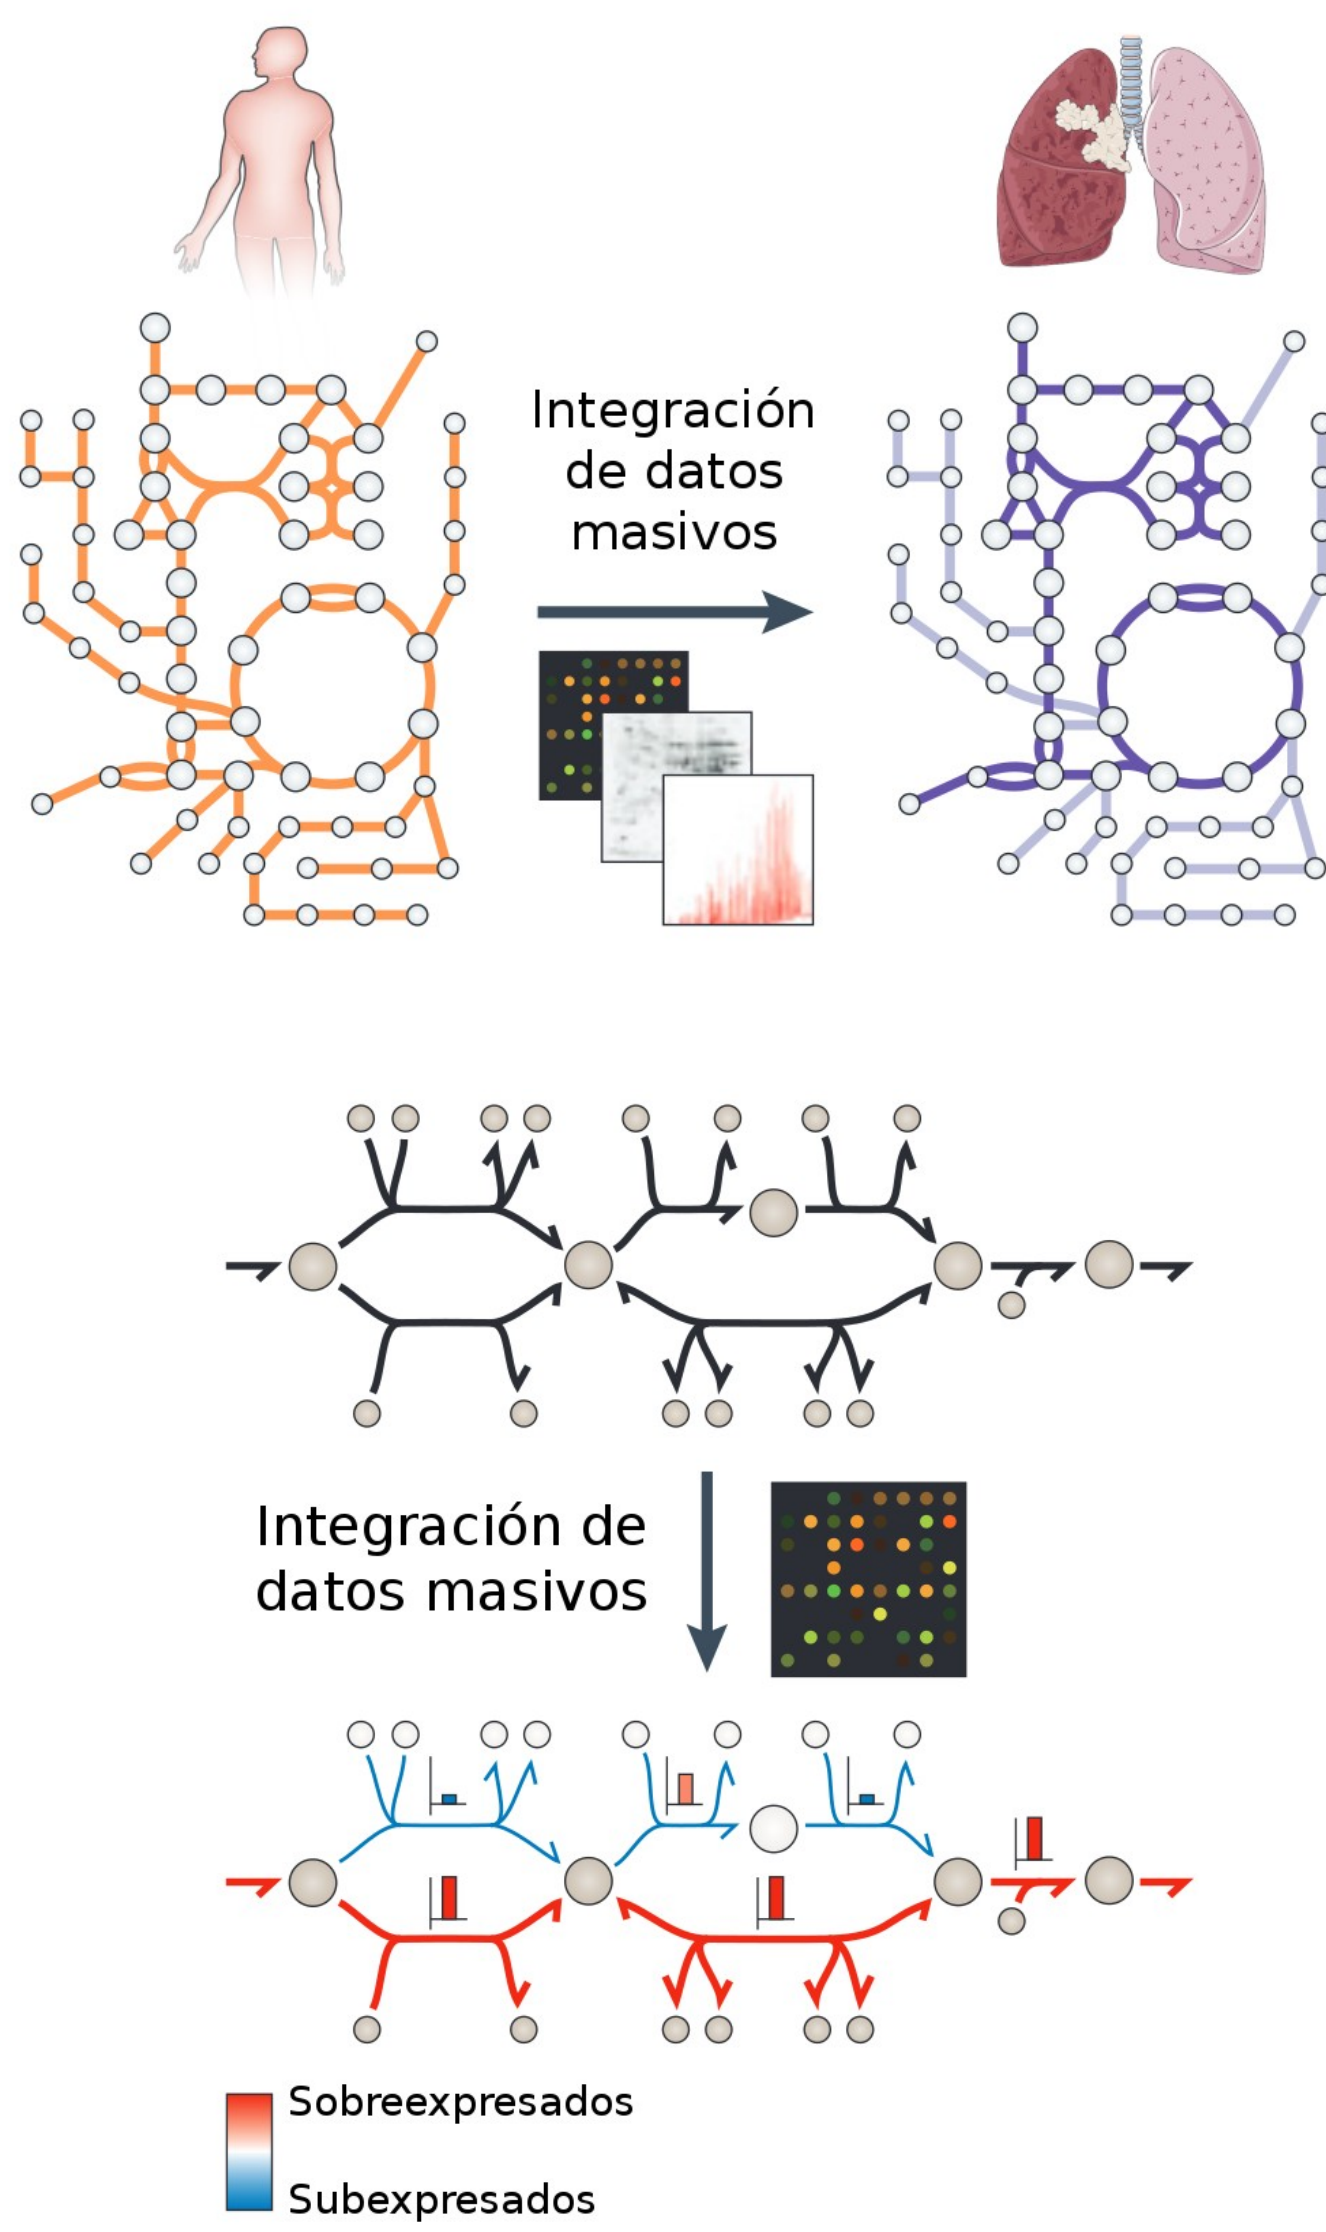 Integración
de datos
masivos
Integración de
datos masivos
Sobreexpresados
Subexpresados